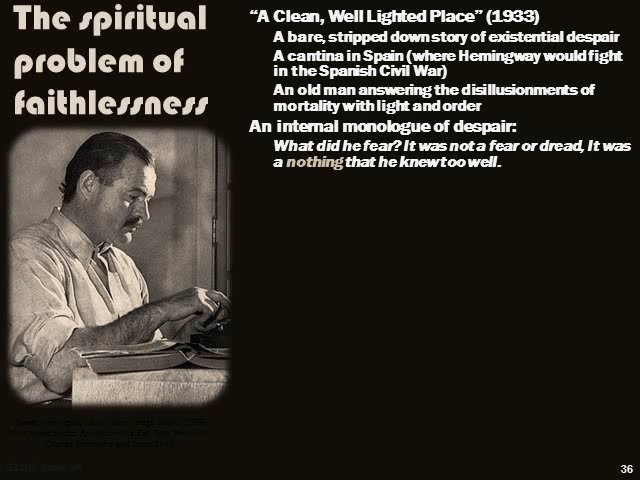 The spiritual
problem of
faithlessness
“A Clean, Well Lighted Place” (1933)
A bare, stripped down story of existential despair
A cantina in Spain (where Hemingway would fight
in the Spanish Civil War)
An old man answering the disillusionments of
mortality with light and order
An internal monologue of despair:
What did he fear? It was not a fear or dread, It was
a nothing that he knew too well.
36